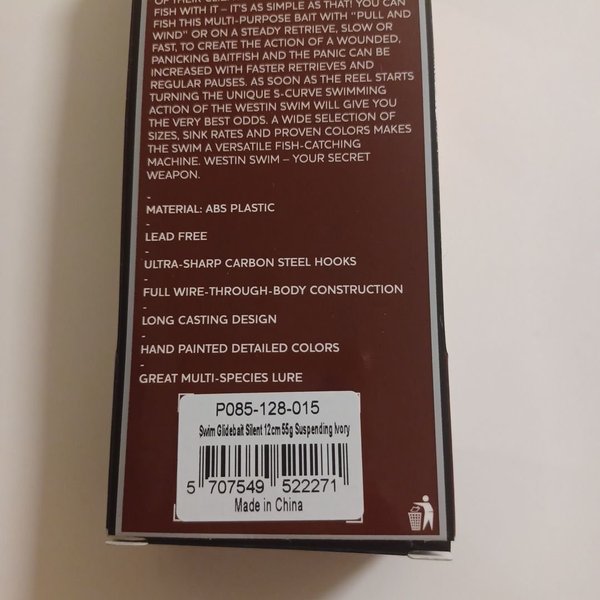 FISH WITH IT – IT'S AS SIMPLE AS THAT! YOU CAN
FISH THIS MULTI-PURPOSE BAIT WITH "PULL AND
WIND" OR ON A STEADY RETRIEVE, SLOW OR
FAST, TO CREATE THE ACTION OF A WOUNDED,
PANICKING BAITFISH AND THE PANIC CAN BE
INCREASED WITH FASTER RETRIEVES AND
REGULAR PAUSES. AS SOON AS THE REEL STARTS
TURNING THE UNIQUE S-CURVE SWIMMING
ACTION OF THE WESTIN SWIM WILL GIVE YOU
THE VERY BEST ODDS. A WIDE SELECTION OF
SIZES, SINK RATES AND PROVEN COLORS MAKES
THE SWIM A VERSATILE FISH-CATCHING
MACHINE. WESTIN SWIM – YOUR SECRET
WEAPON.
-
MATERIAL: ABS PLASTIC
-
LEAD FREE
-
ULTRA-SHARP CARBON STEEL HOOKS
-
FULL WIRE-THROUGH-BODY CONSTRUCTION
-
LONG CASTING DESIGN
-
HAND PAINTED DETAILED COLORS
-
GREAT MULTI-SPECIES LURE
P085-128-015
Swim Glidebait Silent 12cm 55g Suspending Ivory
5 707549 522271
Made in China